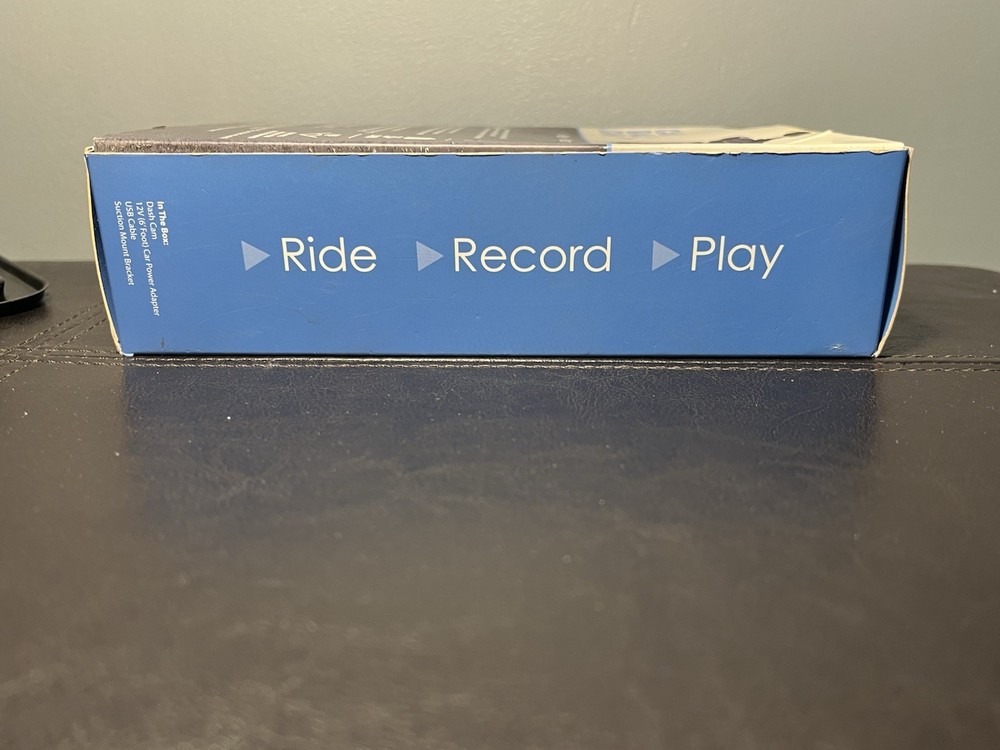 In The Box:
Dash Cam
12V (6' Foot) Car Power Adapter
USB Cable
Suction Mount Bracket
Ride Record Play